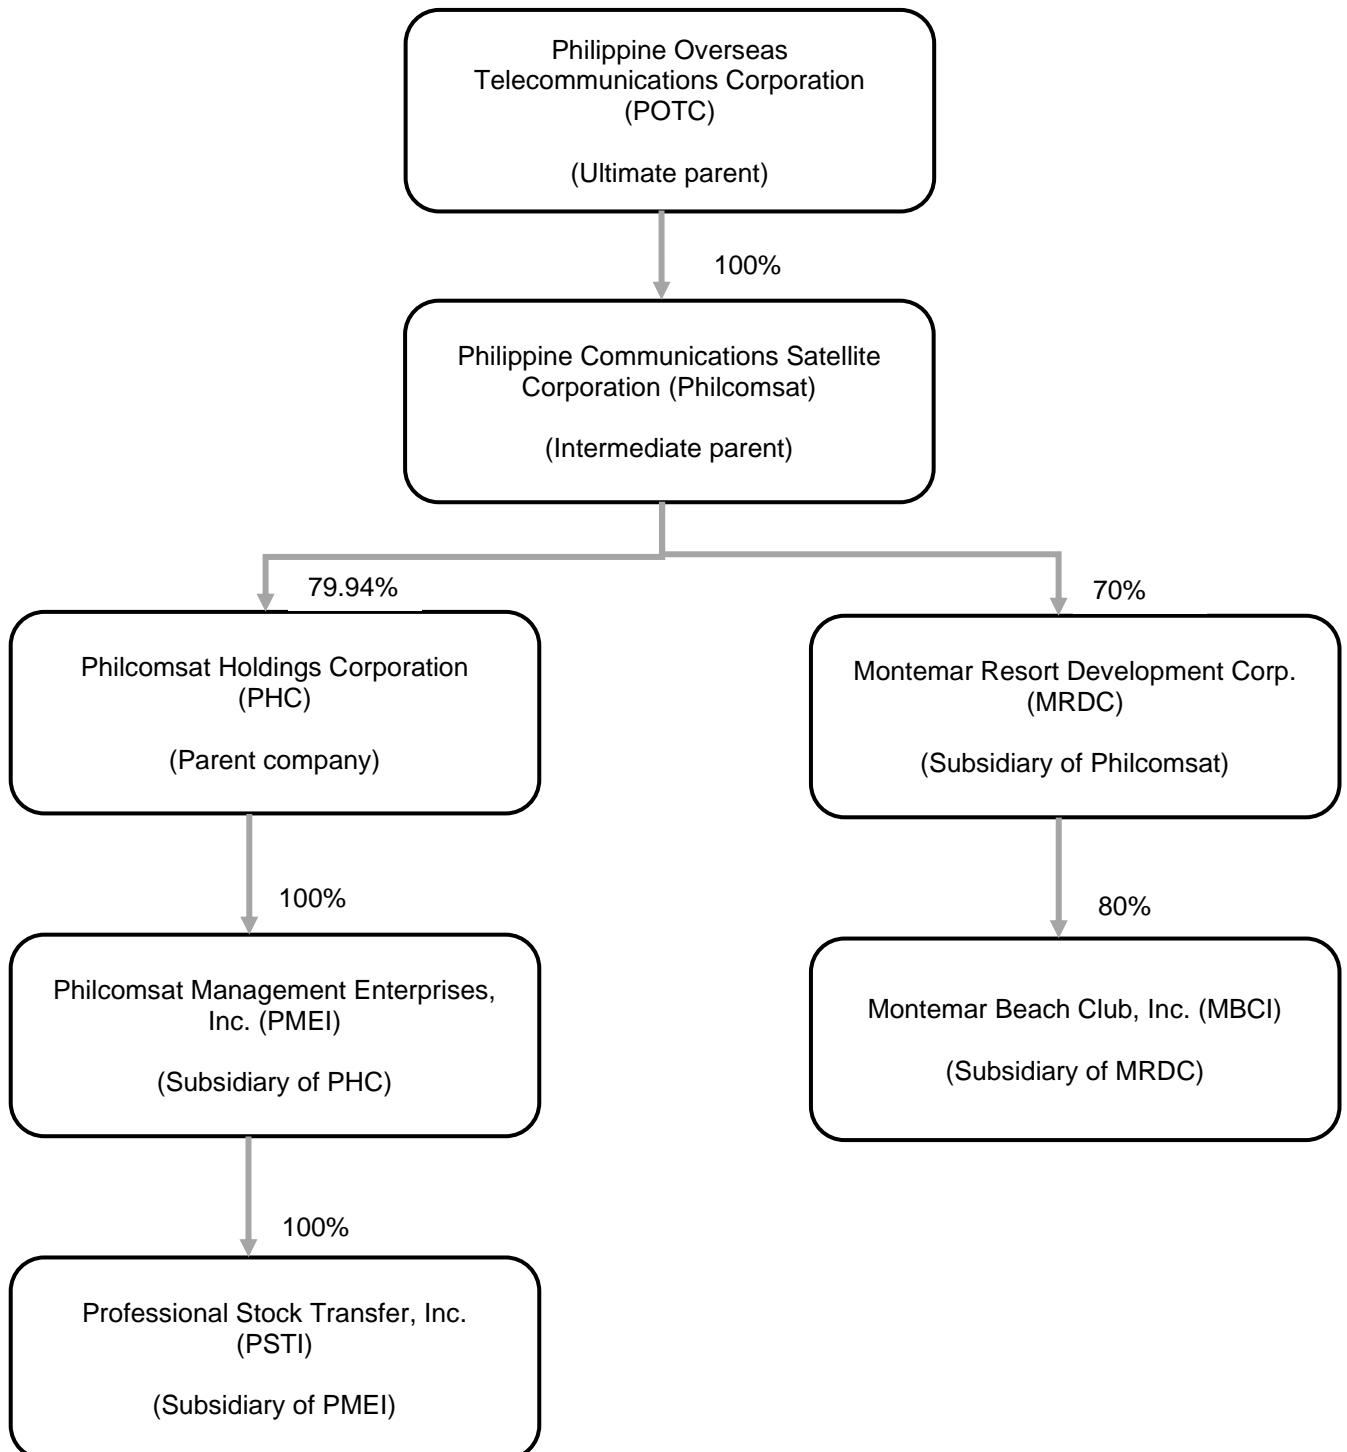 Philippine Overseas
Telecommunications Corporation
(POTC)
(Ultimate parent)
100%
Philippine Communications Satellite
Corporation (Philcomsat)
(Intermediate parent)
79.94%
70%
Philcomsat Holdings Corporation
(PHC)
(Parent company)
Montemar Resort Development Corp.
(MRDC)
(Subsidiary of Philcomsat)
100%
80%
Philcomsat Management Enterprises,
Inc. (PMEI)
(Subsidiary of PHC)
Montemar Beach Club, Inc. (MBCI)
(Subsidiary of MRDC)
100%
Professional Stock Transfer, Inc.
(PSTI)
(Subsidiary of PMEI)